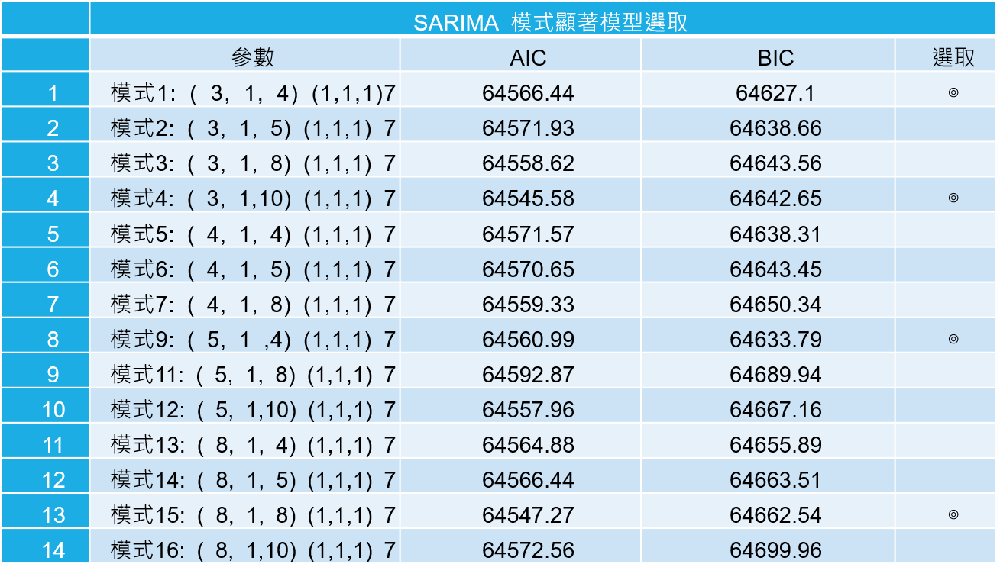 SARIMA 模式顯著模型選取
參數 AIC BIC 選取
1 模式1: ( 3, 1, 4) (1,1,1)7 64566.44 64627.1 ◎
2 模式2: ( 3, 1, 5) (1,1,1) 7 64571.93 64638.66
3 模式3: ( 3, 1, 8) (1,1,1) 7 64558.62 64643.56
4 模式4: ( 3, 1,10) (1,1,1) 7 64545.58 64642.65 ◎
5 模式5: ( 4, 1, 4) (1,1,1) 7 64571.57 64638.31
6 模式6: ( 4, 1, 5) (1,1,1) 7 64570.65 64643.45
7 模式7: ( 4, 1, 8) (1,1,1) 7 64559.33 64650.34
8 模式9: ( 5, 1 ,4) (1,1,1) 7 64560.99 64633.79 ◎
9 模式11: ( 5, 1, 8) (1,1,1) 7 64592.87 64689.94
10 模式12: ( 5, 1,10) (1,1,1) 7 64557.96 64667.16
11 模式13: ( 8, 1, 4) (1,1,1) 7 64564.88 64655.89
12 模式14: ( 8, 1, 5) (1,1,1) 7 64566.44 64663.51
13 模式15: ( 8, 1, 8) (1,1,1) 7 64547.27 64662.54 ◎
14 模式16: ( 8, 1,10) (1,1,1) 7 64572.56 64699.96